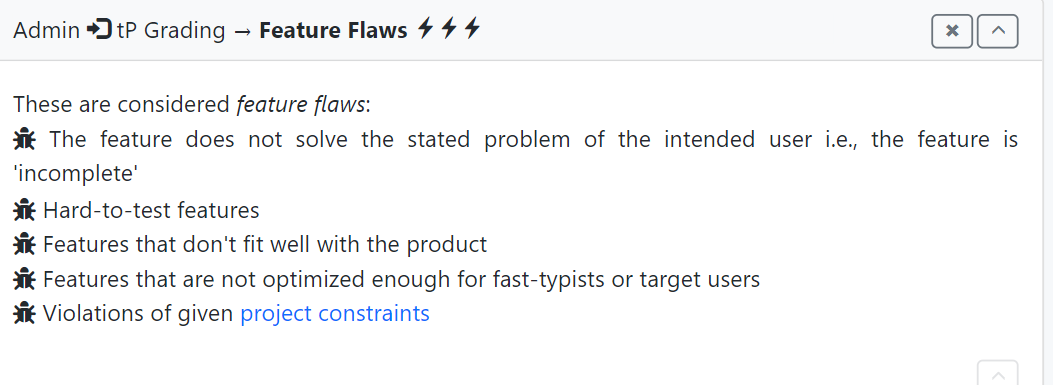 Admin tP Grading → Feature Flaws
These are considered feature flaws:
The feature does not solve the stated problem of the intended user i.e., the feature is
'incomplete'
Hard-to-test features
Features that don't fit well with the product
Features that are not optimized enough for fast-typists or target users
Violations of given project constraints